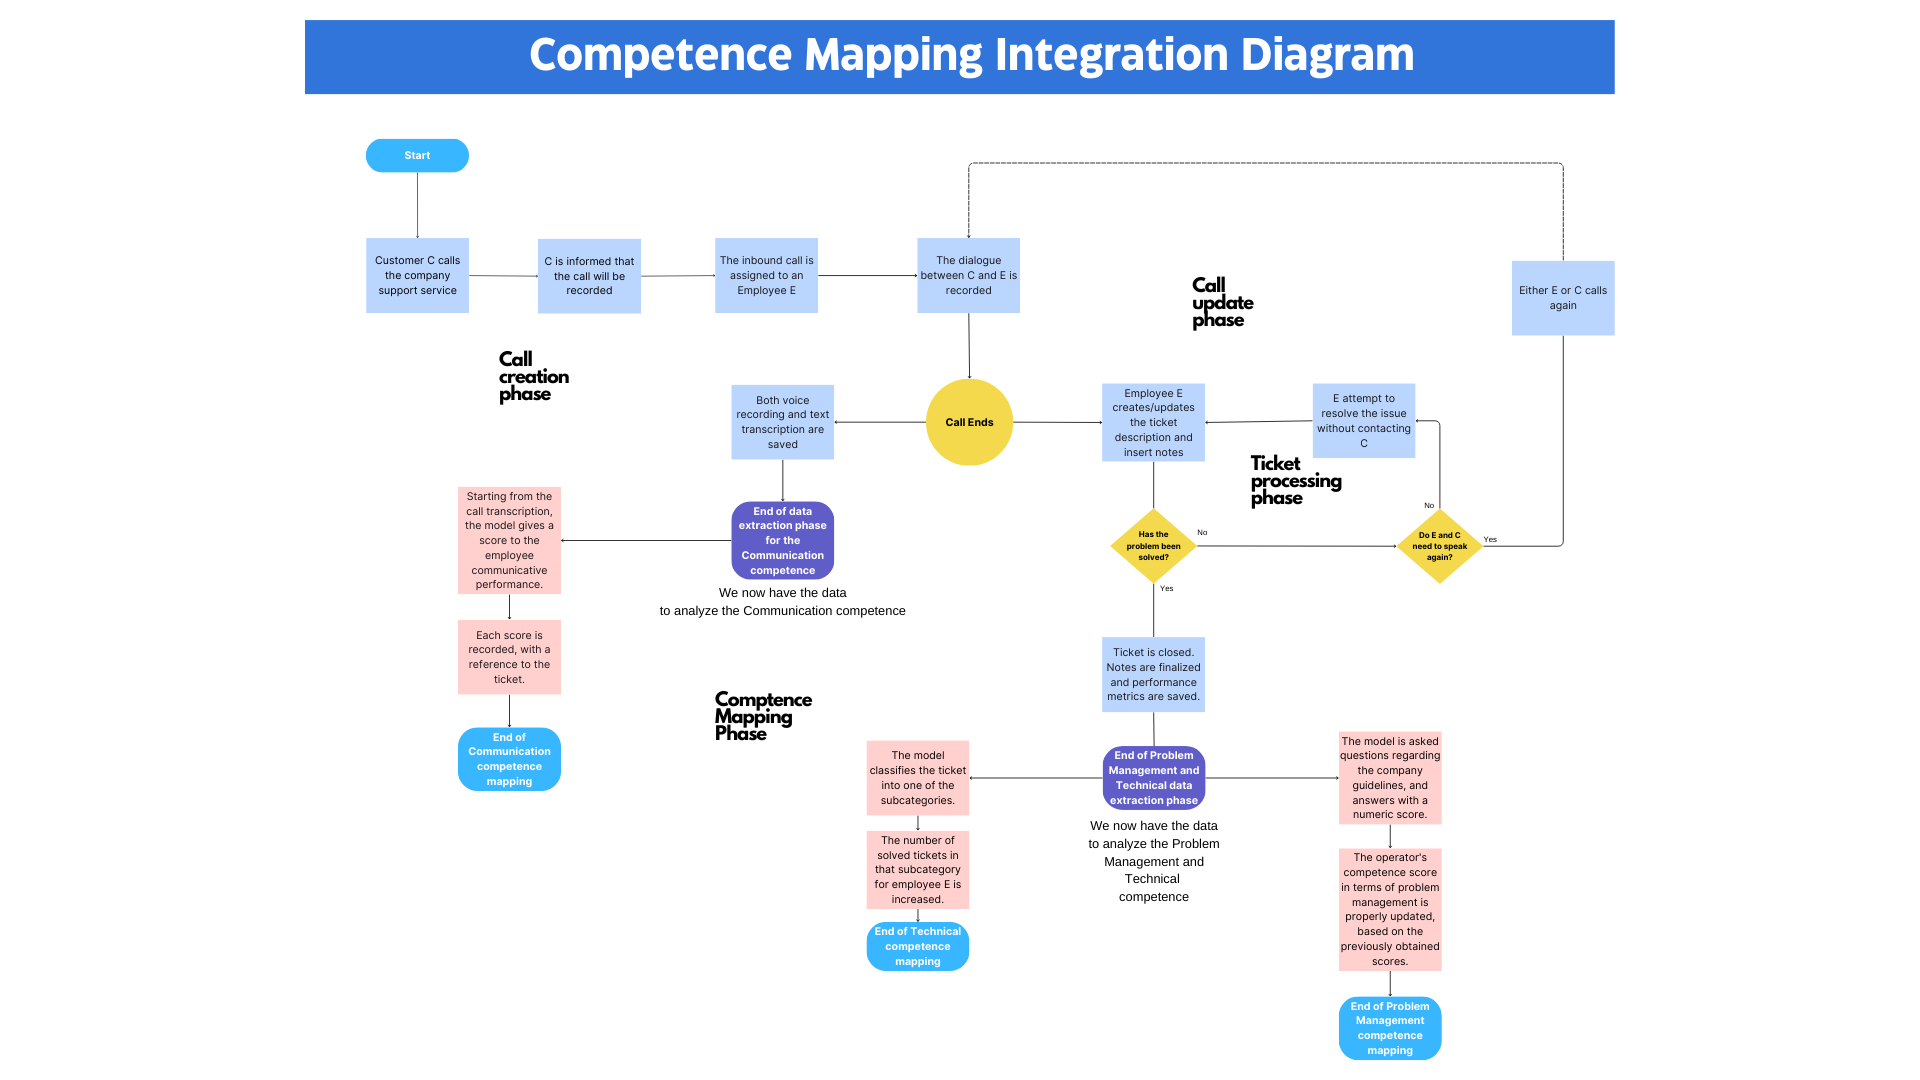 Competence Mapping Integration Diagram
Start
Customer C calls
the company
support service
C is informed that
the call will be
recorded
The inbound call is
assigned to an
Employee E
The dialogue
between C and E is
recorded
Call
update
phase
Either E or C calls
again
Call
creation
phase
Both voice
recording and text
transcription are
saved
Call Ends
Employee E
creates/updates
the ticket
description and
insert notes
E attempt to
resolve the issue
without contacting
C
Ticket
processing
phase
Starting from the
call transcription,
the model gives a
score to the
employee
communicative
performance.
End of data
extraction phase
for the
Communication
competence
We now have the data
to analyze the Communication competence
Has the
problem been
solved?
No
Yes
Do E and C
need to speak
again?
No
Yes
Each score is
recorded, with a
reference to the
ticket.
End of
Communication
competence
mapping
Ticket is closed.
Notes are finalized
and performance
metrics are saved.
Comptence
Mapping
Phase
The model
classifies the ticket
into one of the
subcategories.
End of Problem
Management and
Technical data
extraction phase
We now have the data
to analyze the Problem
Management and
Technical
competence
The model is asked
questions regarding
the company
guidelines, and
answers with a
numeric score.
The number of
solved tickets in
that subcategory
for employee E is
increased.
End of Technical
competence
mapping
The operator's
competence score
in terms of problem
management is
properly updated,
based on the
previously obtained
scores.
End of Problem
Management
competence
mapping